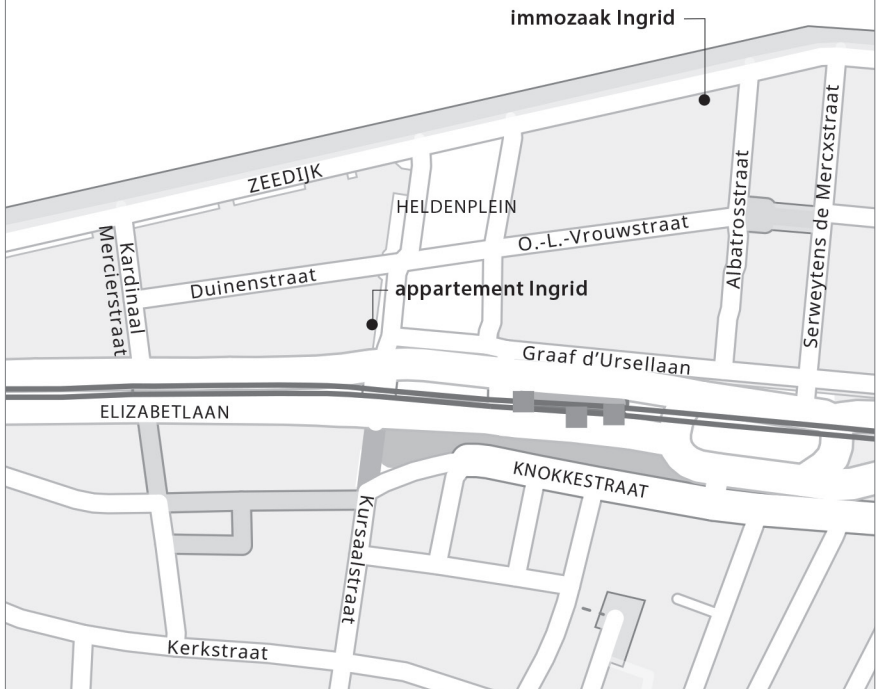 immozaak Ingrid
ZEEDIJK
HELDENPLEIN
O.-L.-Vrouwstraat
Albatrosstraat
Serweytens de Mercxstraat
Kardinaal
Mercierstraat
Duinenstraat
appartement Ingrid
Graaf d'Ursellaan
ELIZABETLAAN
KNOKKESTRAAT
Kursaalstraat
Kerkstraat